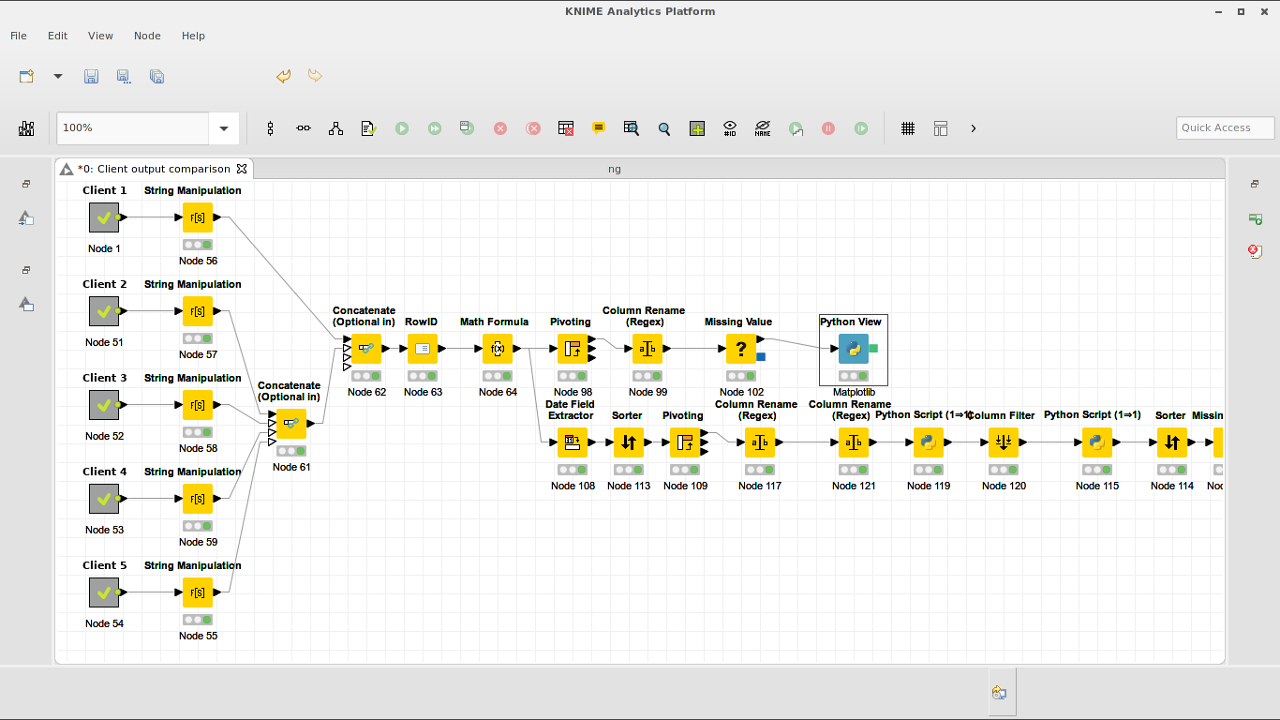 KNIME Analytics Platform
File Edit View Node Help
100%
#ID
NAME
Quick Access
*0: Client output comparison
ng
Client 1 String Manipulation
f[S]
Node 1
Node 56
Client 2 String Manipulation
f[S]
Node 51
Node 57
Client 3 String Manipulation
f[S]
Node 52
Node 58
Client 4 String Manipulation
f[S]
Node 53
Node 59
Client 5 String Manipulation
f[S]
Node 54
Node 55
Concatenate
(Optional in)
Node 61
Concatenate
(Optional in)
Node 62
RowID
Node 63
Math Formula
f(x)
Node 64
Pivoting
Node 98
Column Rename
(Regex)
Node 99
Missing Value
?
Node 102
Python View
Matplotlib
Date Field
Extractor
Node 108
Sorter
Node 113
Pivoting
Node 109
Column Rename
(Regex)
Node 117
Column Rename
(Regex)
Node 121
Python Script (1⇒1)
Node 119
Column Filter
Node 120
Python Script (1⇒1)
Node 115
Sorter
Node 114
Missin
Noc